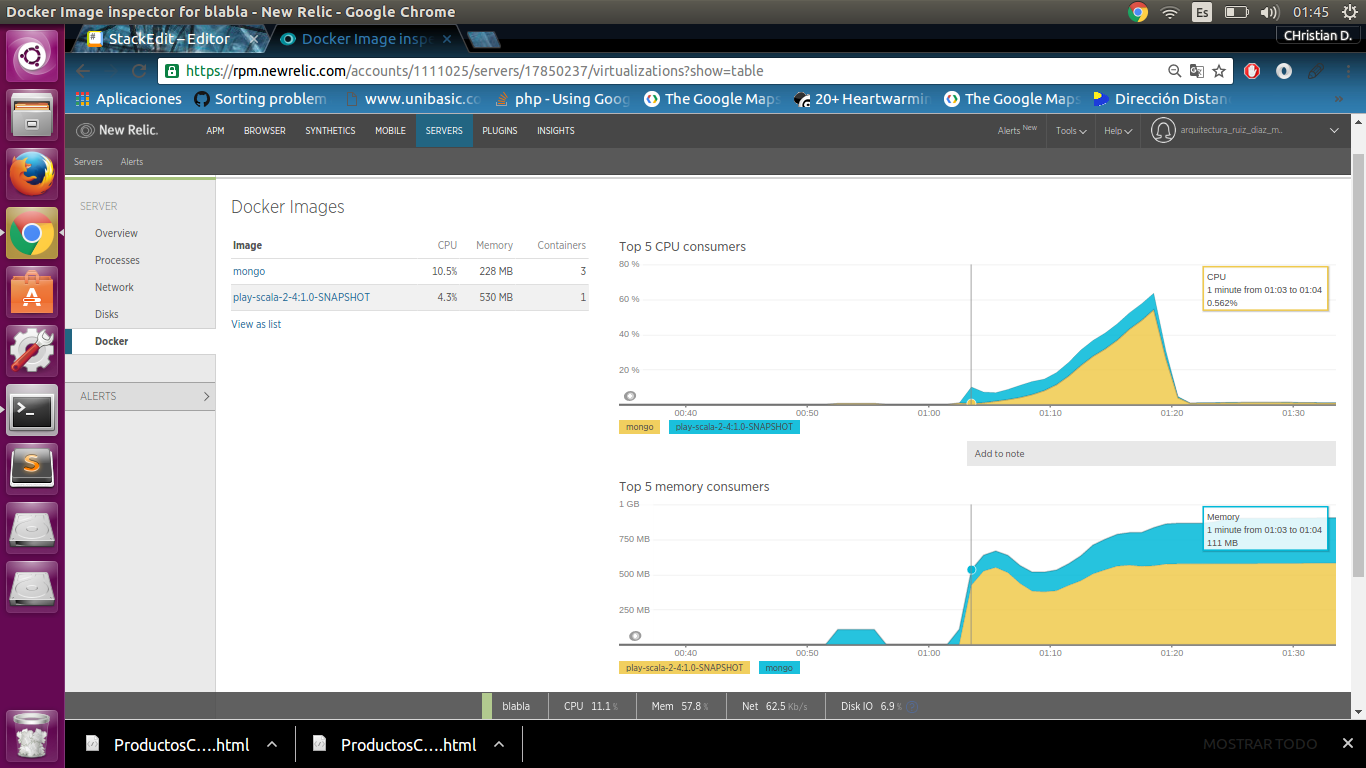 Docker Image inspector for blabla - New Relic - Google Chrome
Es
01:45
StackEdit – Editor
Docker Image insp
CHristian D.
https://rpm.newrelic.com/accounts/1111025/servers/17850237/virtualizations?show=table
Aplicaciones
Sorting problem
www.unibasic.co
php - Using Goog
The Google Maps
20+ Heartwarmin
The Google Maps
Dirección Distan
»
New Relic.
APM
BROWSER
SYNTHETICS
MOBILE
SERVERS
PLUGINS
INSIGHTS
Alerts New
Tools
Help
arquitectura_ruiz_diaz_m..
Servers
Alerts
SERVER
Overview
Processes
Network
Disks
Docker
ALERTS
Docker Images
Image CPU Memory Containers
mongo 10.5% 228 MB 3
play-scala-2-4:1.0-SNAPSHOT 4.3% 530 MB 1
View as list
Top 5 CPU consumers
80 %
60 %
40 %
20 %
CPU
1 minute from 01:03 to 01:04
0.562%
00:40 00:50 01:00 01:10 01:20 01:30
mongo
play-scala-2-4:1.0-SNAPSHOT
Add to note
Top 5 memory consumers
1 GB
750 MB
500 MB
250 MB
Memory
1 minute from 01:03 to 01:04
111 MB
00:40 00:50 01:00 01:10 01:20 01:30
play-scala-2-4:1.0-SNAPSHOT
mongo
blabla
CPU 11.1 %
Mem 57.8 %
Net 62.5 Kb/s
Disk IO 6.9 %
ProductosC....html
ProductosC....html
MOSTRAR TODO